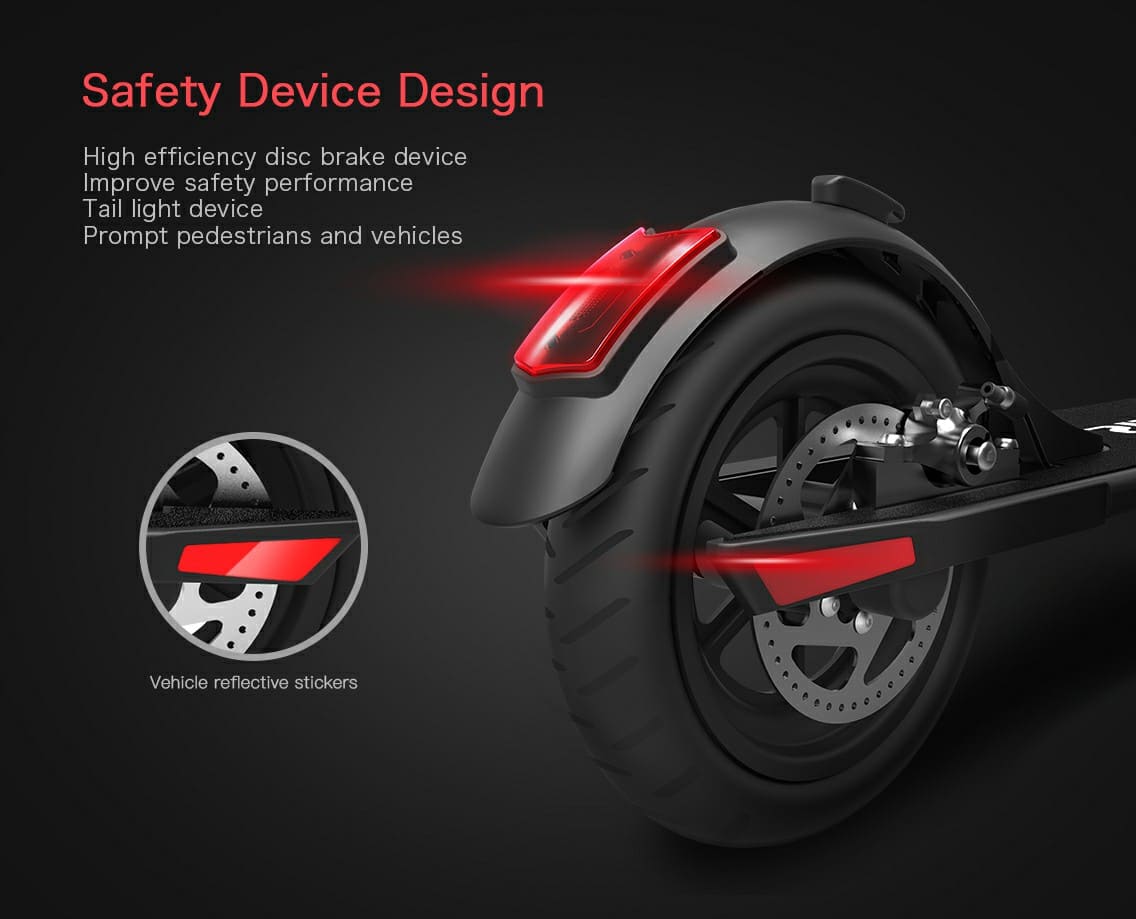 Safety Device Design
High efficiency disc brake device
Improve safety performance
Tail light device
Prompt pedestrians and vehicles
Vehicle reflective stickers